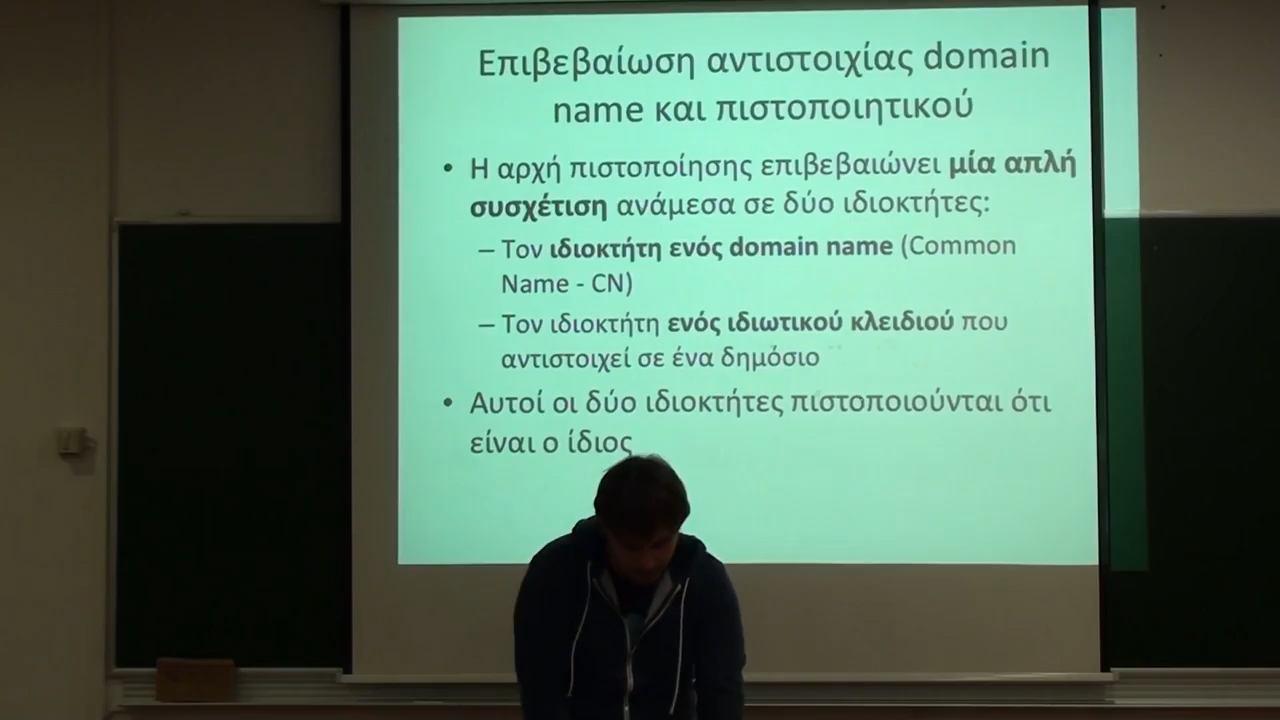 Επιβεβαίωση αντιστοιχίας domain
name και πιστοποιητικού
• Η αρχή πιστοποίησης επιβεβαιώνει μία απλή
συσχέτιση ανάμεσα σε δύο ιδιοκτήτες:
– Τον ιδιοκτήτη ενός domain name (Common
Name - CN)
– Τον ιδιοκτήτη ενός ιδιωτικού κλειδιού που
αντιστοιχεί σε ένα δημόσιο
• Αυτοί οι δύο ιδιοκτήτες πιστοποιούνται ότι
είναι ο ίδιος